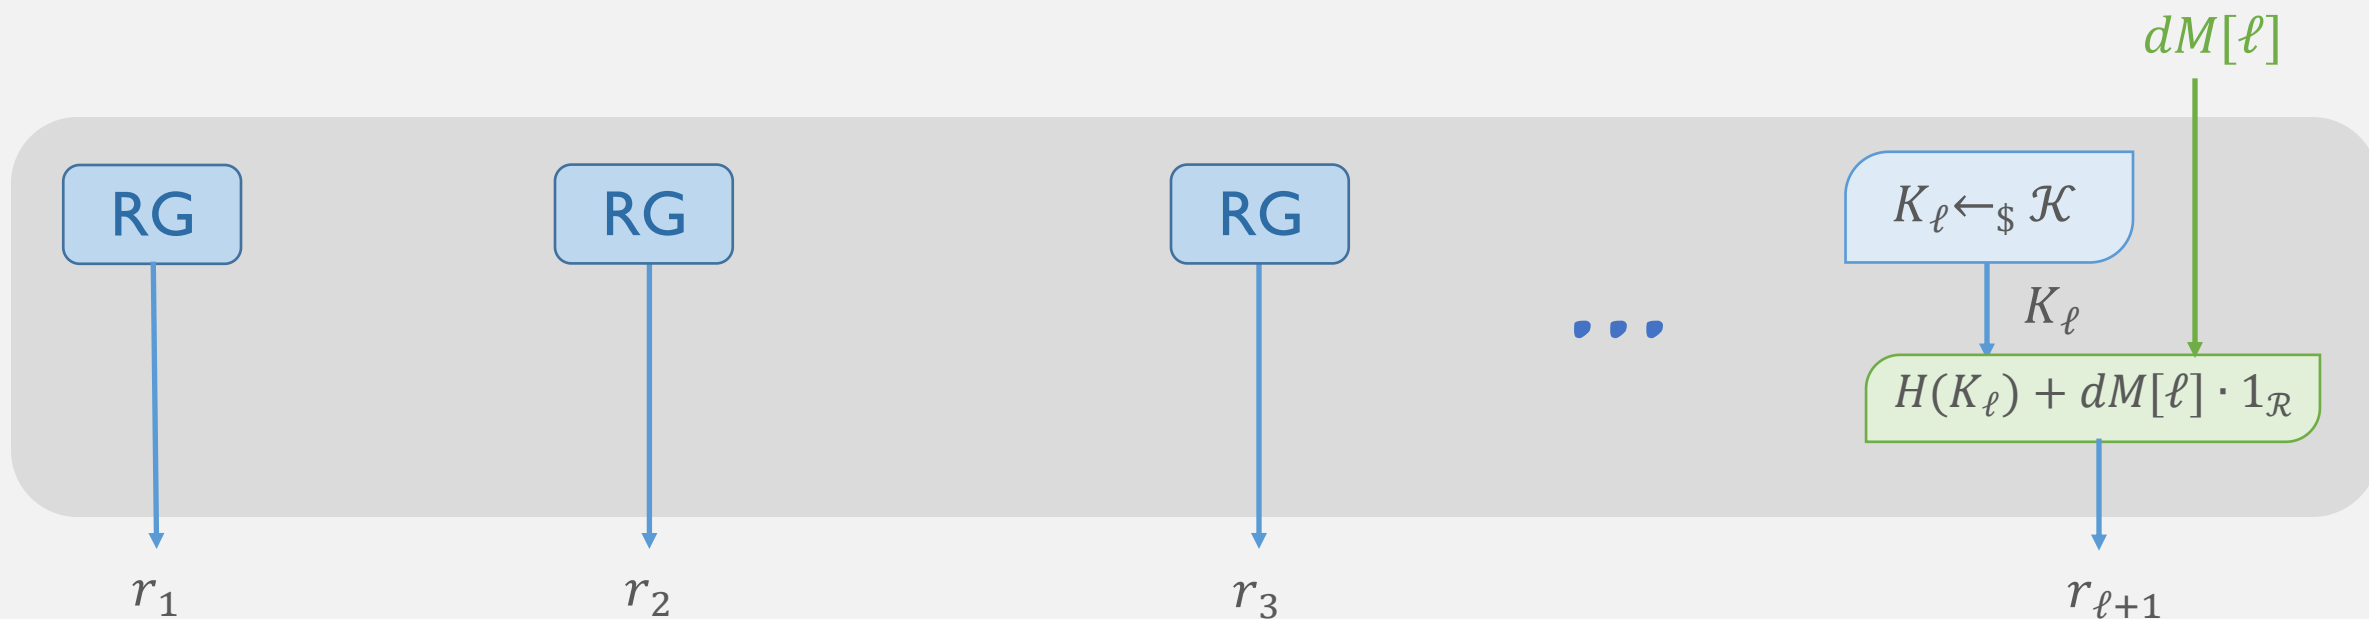 dM[ℓ]
RG
RG
RG
K_ℓ ←_$ 𝒦
K_ℓ
...
H(K_ℓ) + dM[ℓ] · 1_ℛ
r_1
r_2
r_3
r_{ℓ+1}